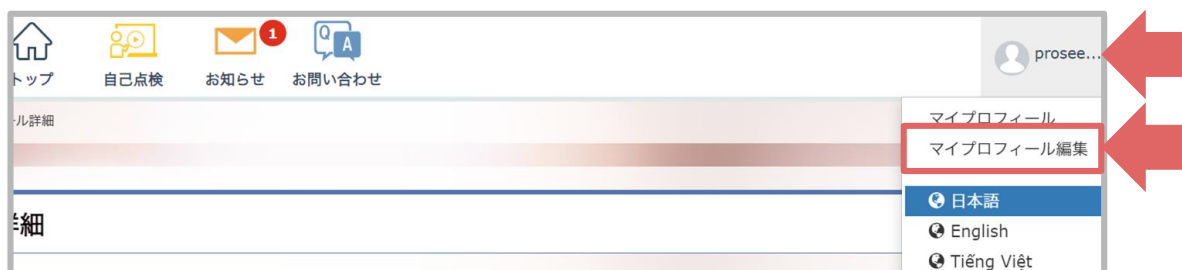 トップ
自己点検
お知らせ
1
お問い合わせ
Q
A
prosee...
ール詳細
マイプロフィール
マイプロフィール編集
詳細
日本語
English
Tiếng Việt